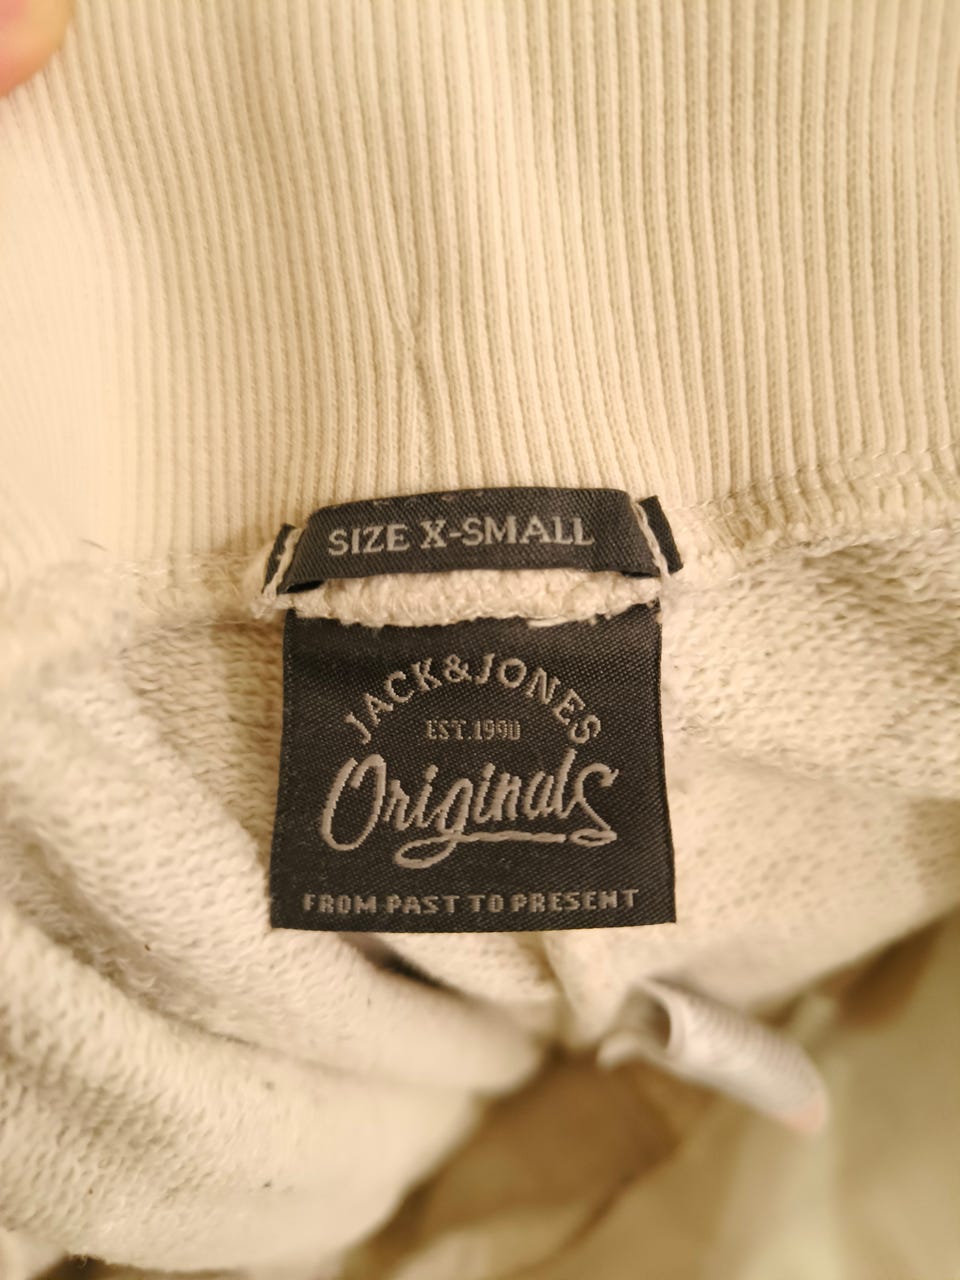 SIZE X-SMALL
JACK&JONES
EST.1990
Originals
FROM PAST TO PRESENT